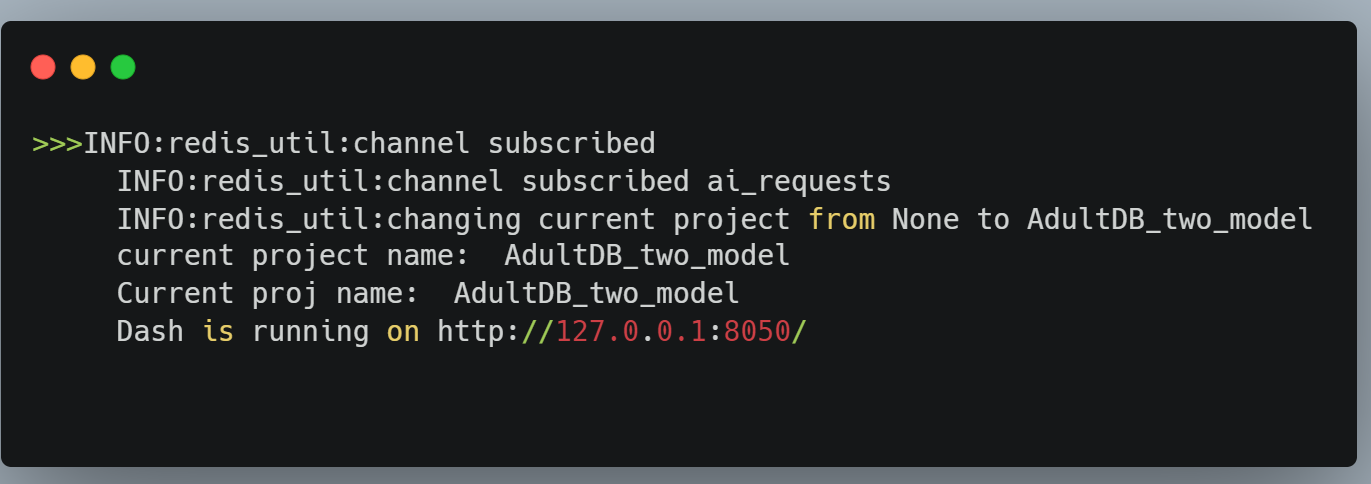 >>>INFO:redis_util:channel subscribed
INFO:redis_util:channel subscribed ai_requests
INFO:redis_util:changing current project from None to AdultDB_two_model
current project name:  AdultDB_two_model
Current proj name:  AdultDB_two_model
Dash is running on http://127.0.0.1:8050/